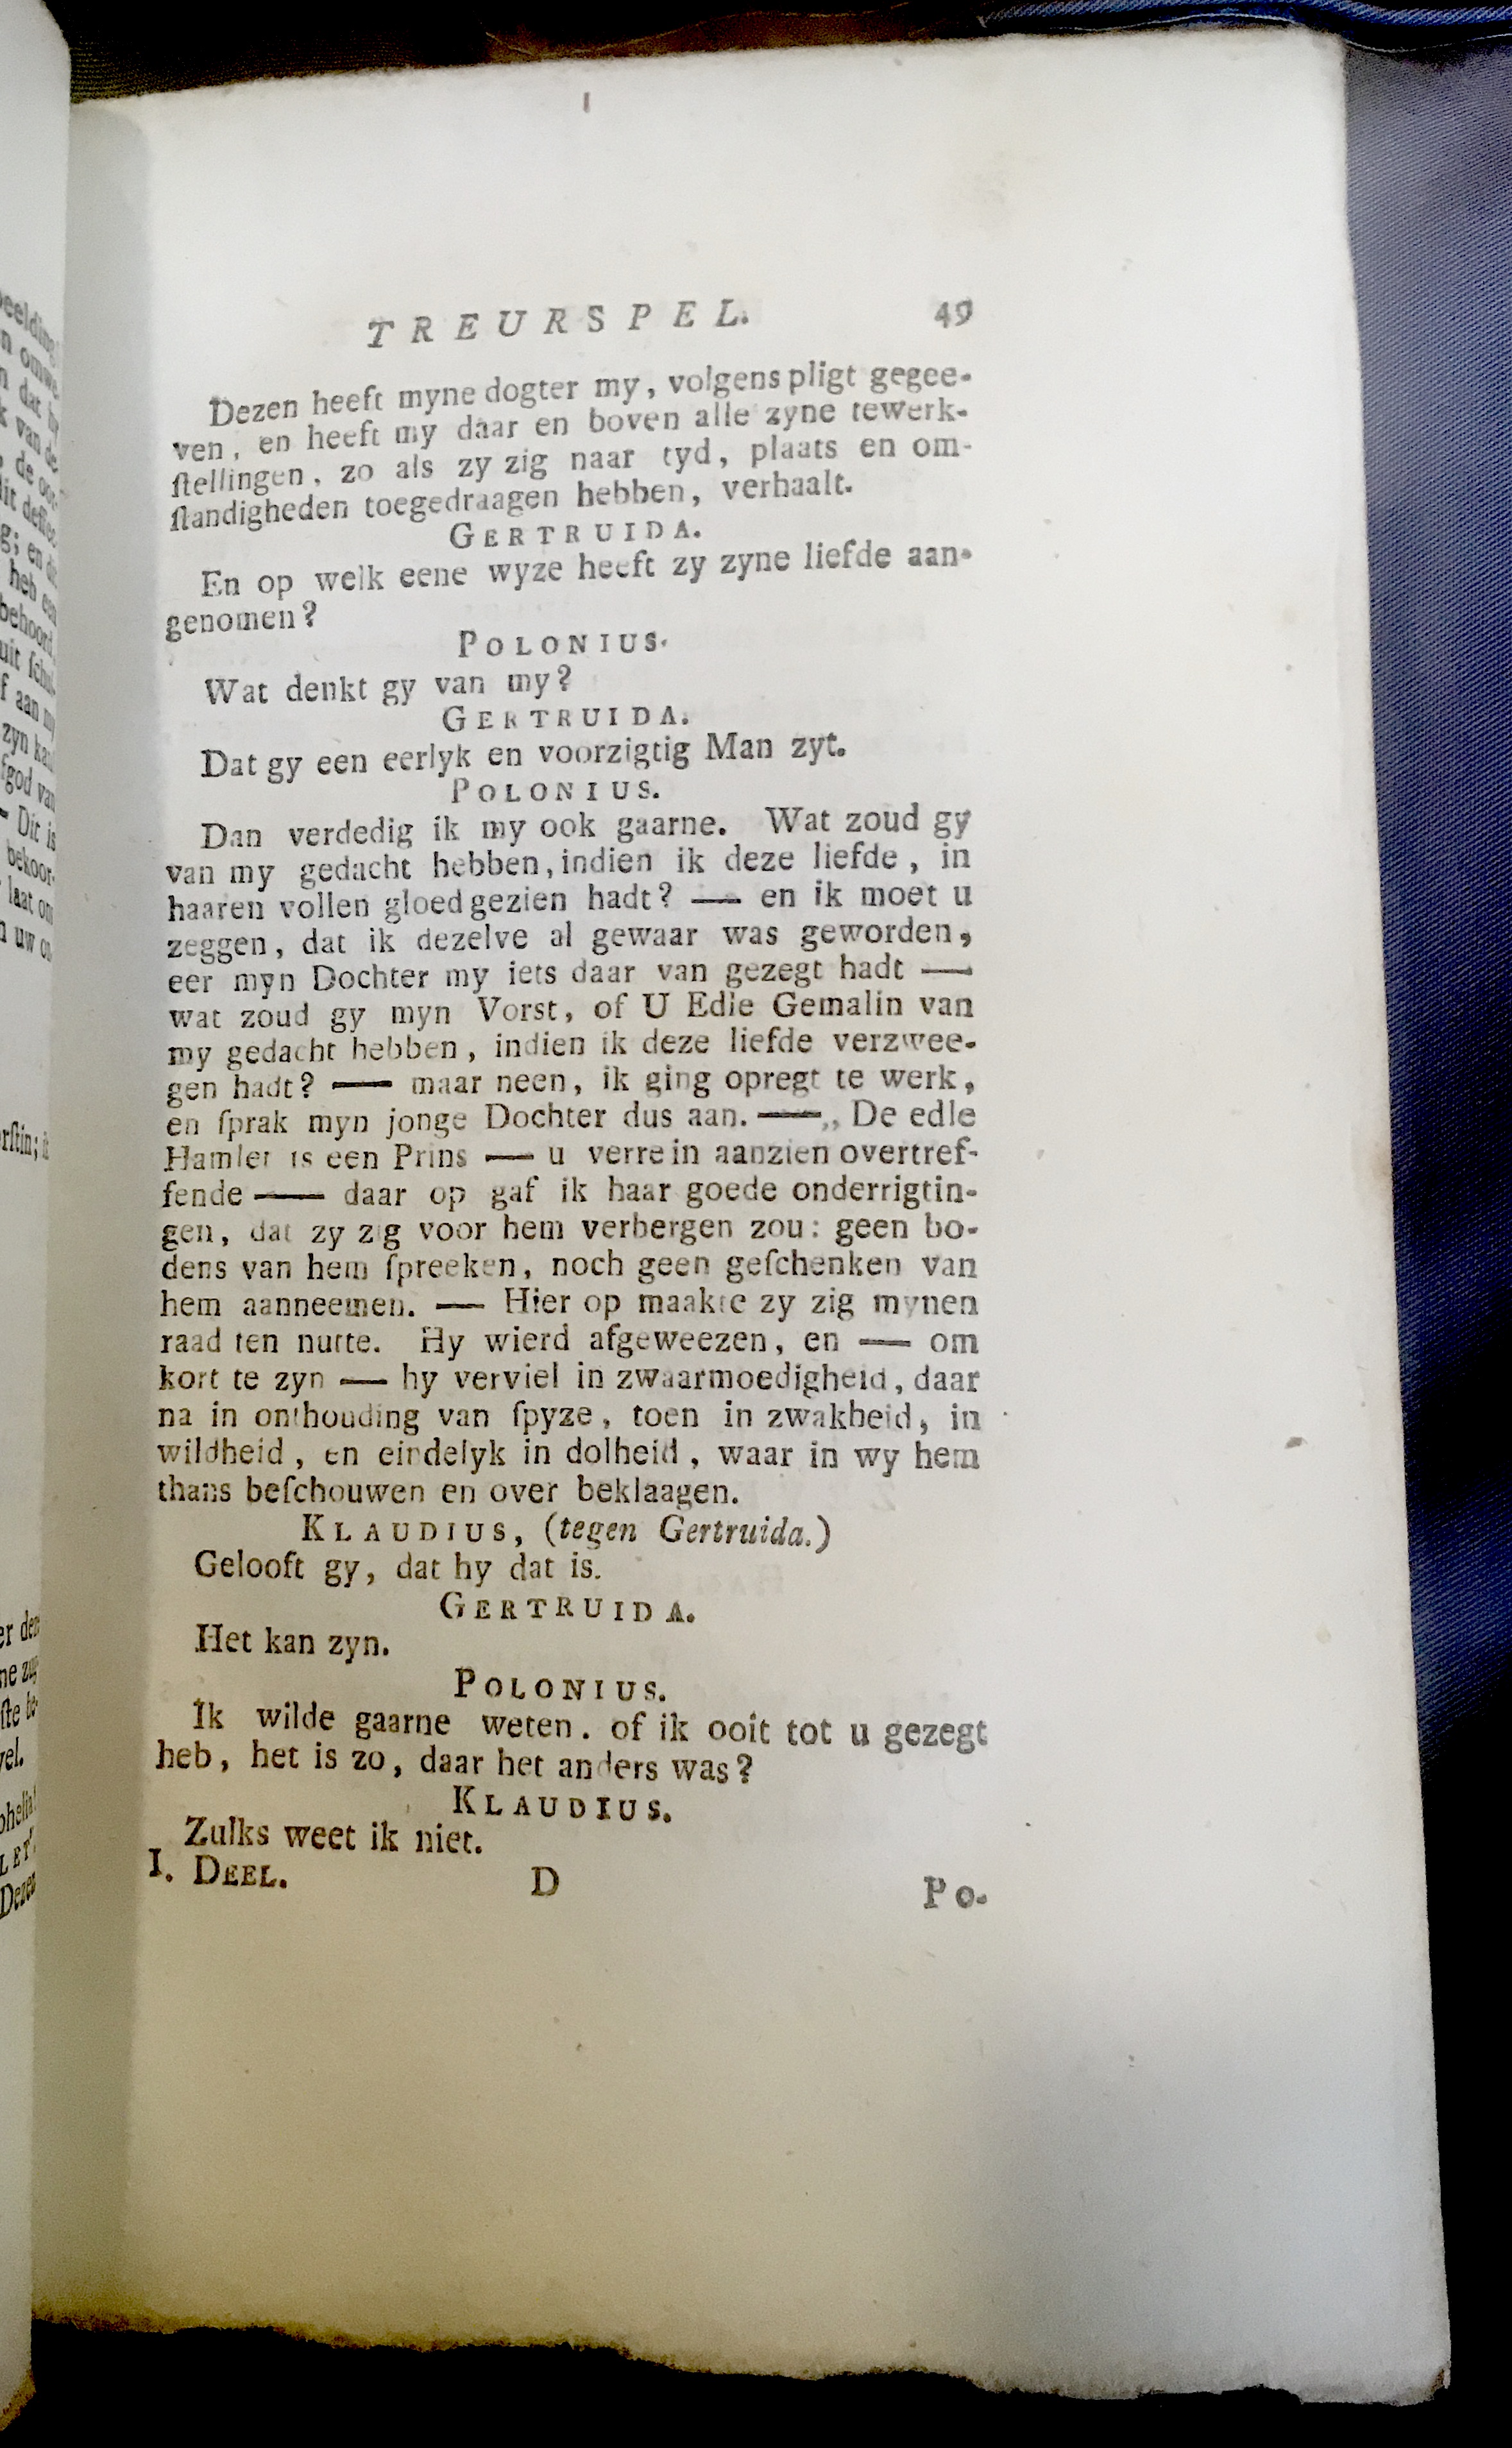 TREURSPEL. 49
Dezen heeft myne dogter my, volgens pligt gegee-
ven, en heeft my daar en boven alle zyne tewerk-
ſtellingen, zo als zy zig naar tyd, plaats en om-
ſtandigheden toegedraagen hebben, verhaalt.
GERTRUIDA.
En op welk eene wyze heeft zy zyne liefde aan-
genomen?
POLONIUS.
Wat denkt gy van my?
GERTRUIDA.
Dat gy een eerlyk en voorzigtig Man zyt.
POLONIUS.
Dan verdedig ik my ook gaarne. Wat zoud gy
van my gedacht hebben, indien ik deze liefde, in
haaren vollen gloed gezien hadt? — en ik moet u
zeggen, dat ik dezelve al gewaar was geworden,
eer myn Dochter my iets daar van gezegt hadt —
wat zoud gy myn Vorst, of U Edle Gemalin van
my gedacht hebben, indien ik deze liefde verzwee-
gen hadt? — maar neen, ik ging opregt te werk,
en ſprak myn jonge Dochter dus aan. — „ De edle
Hamlet is een Prins — u verre in aanzien overtref-
fende — daar op gaf ik haar goede onderrigtin-
gen, dat zy zig voor hem verbergen zou: geen bo-
dens van hem ſpreeken, noch geen geſchenken van
hem aanneemen. — Hier op maakte zy zig mynen
raad ten nutte. Hy wierd afgeweezen, en — om
kort te zyn — hy verviel in zwaarmoedigheid, daar
na in onthouding van ſpyze, toen in zwakheid, in
wildheid, en eindelyk in dolheid, waar in wy hem
thans beſchouwen en over beklaagen.
KLAUDIUS, (tegen Gertruida.)
Gelooft gy, dat hy dat is.
GERTRUIDA.
Het kan zyn.
POLONIUS.
Ik wilde gaarne weten. of ik ooit tot u gezegt
heb, het is zo, daar het anders was?
KLAUDIUS.
Zulks weet ik niet.
I. DEEL. D Po-